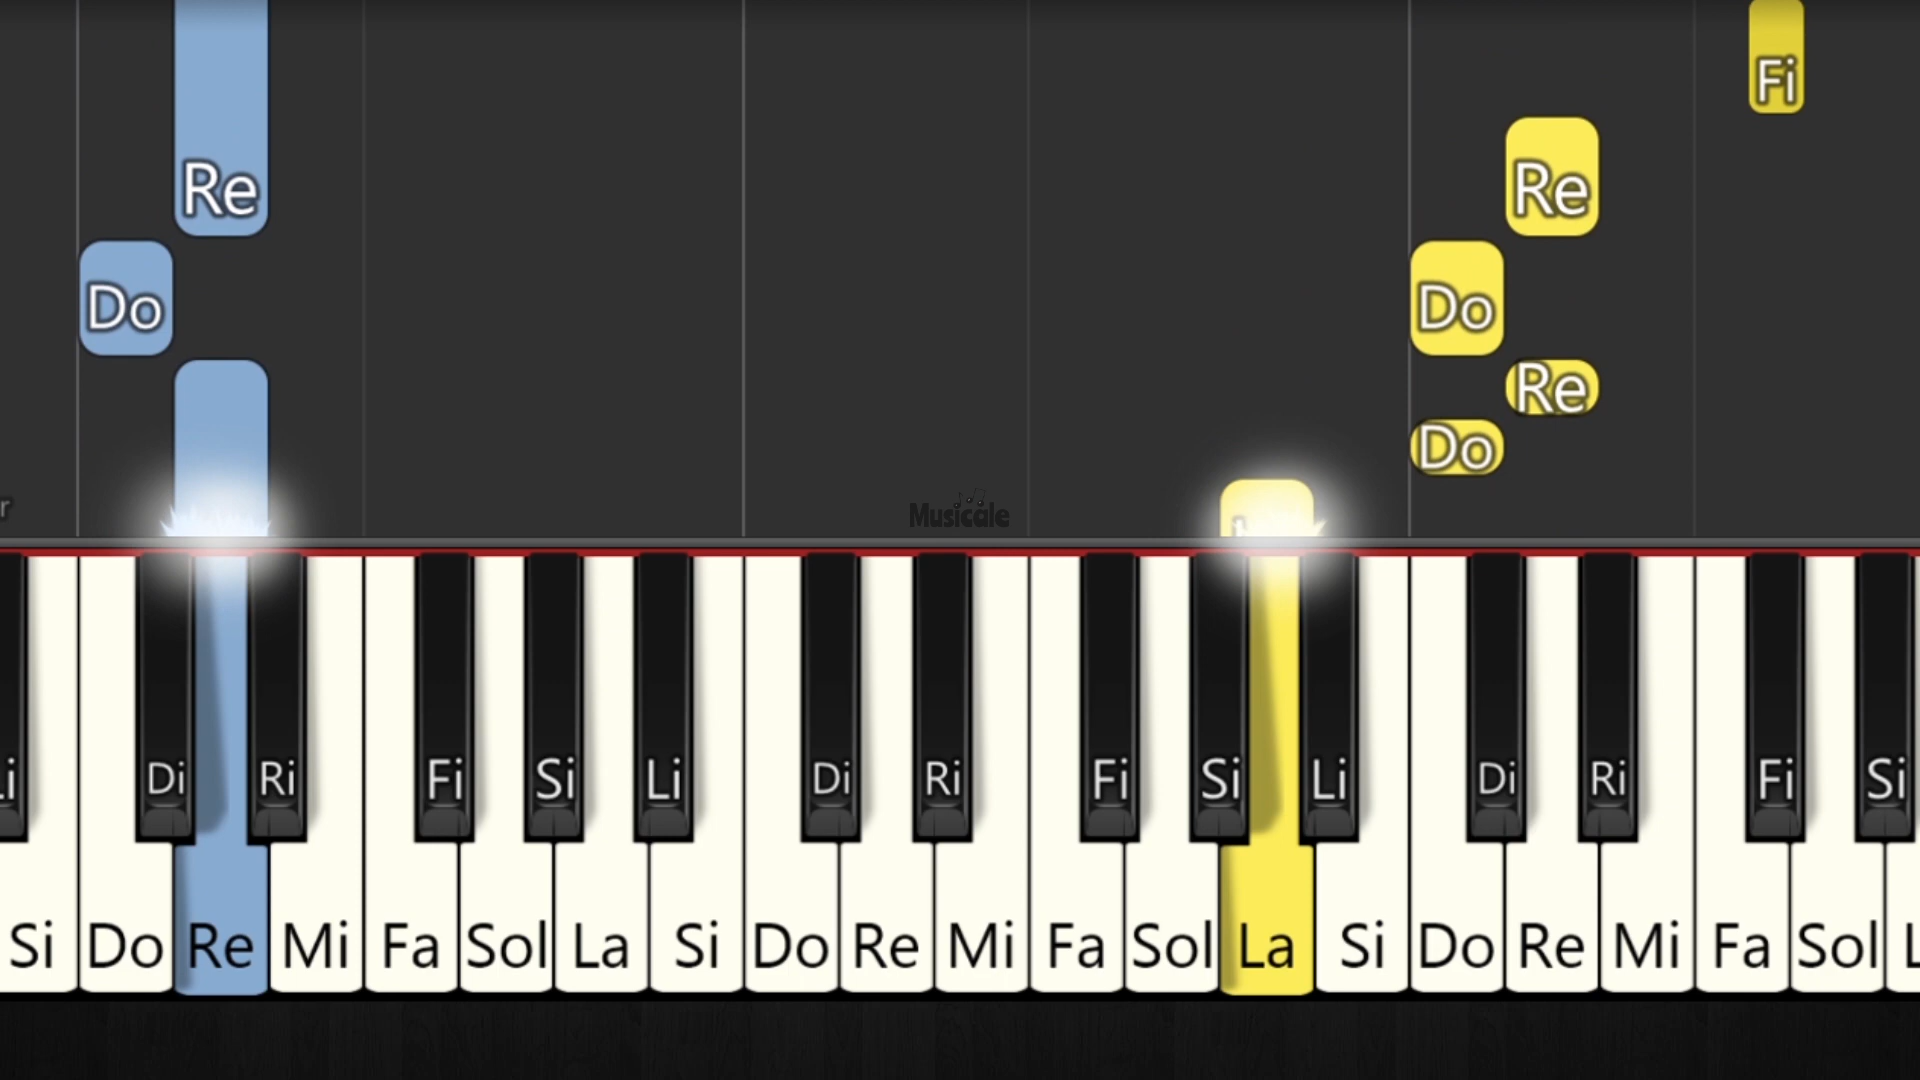 Fi
Re Re
Do Do
Re
Do
r Musicale
Di Ri Fi Si Li Di Ri Fi Si Li Di Ri Fi Si
Si Do Re Mi Fa Sol La Si Do Re Mi Fa Sol La Si Do Re Mi Fa Sol